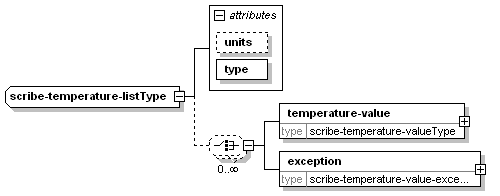 attributes
units
type
scribe-temperature-listType
0..∞
temperature-value
type scribe-temperature-valueType
exception
type scribe-temperature-value-exce...